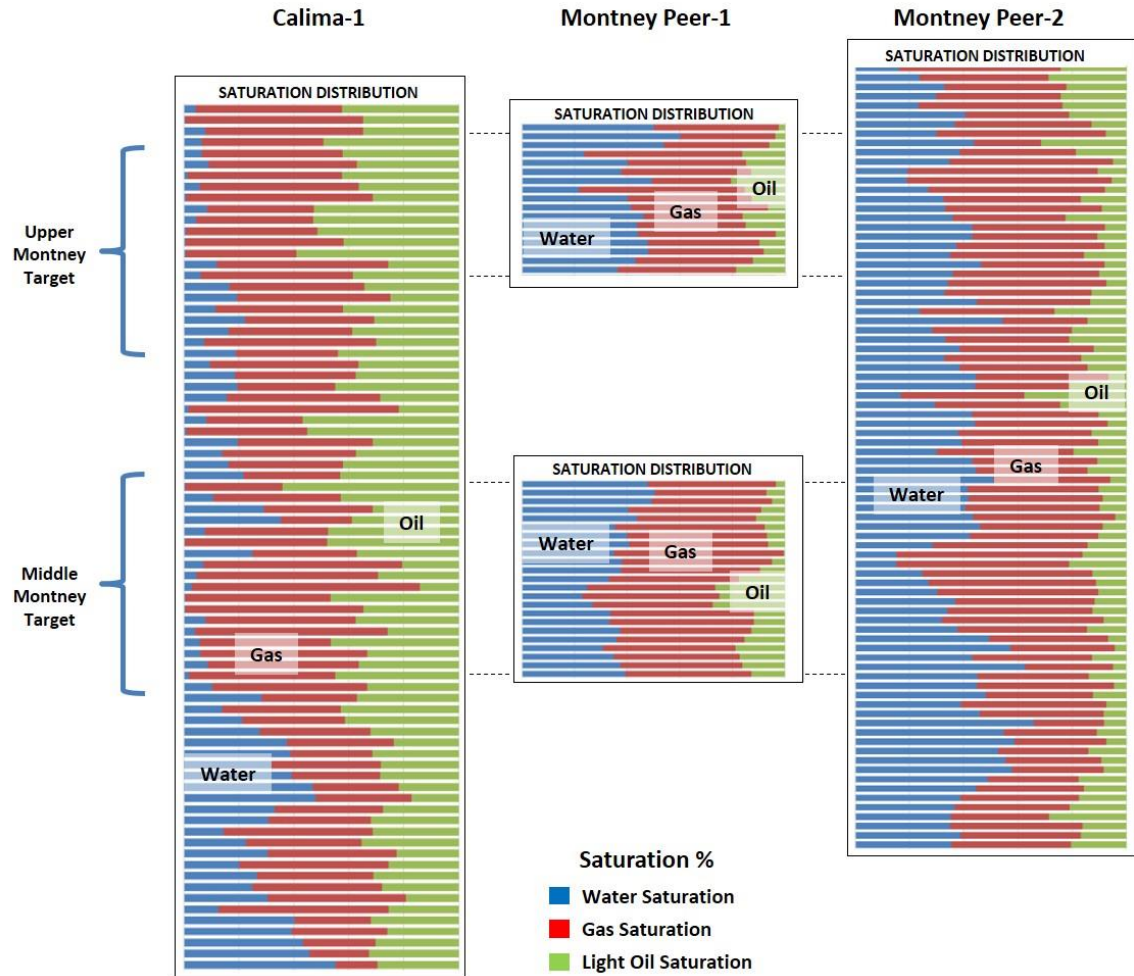 Calima-1
Montney Peer-1
Montney Peer-2
SATURATION DISTRIBUTION
SATURATION DISTRIBUTION
SATURATION DISTRIBUTION
Oil
Gas
Water
Upper
Montney
Target
Oil
Gas
Water
SATURATION DISTRIBUTION
Oil
Water
Gas
Oil
Middle
Montney
Target
Gas
Water
Saturation %
Water Saturation
Gas Saturation
Light Oil Saturation